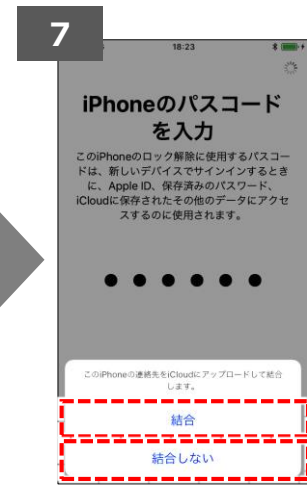 7
18:23
iPhoneのパスコード
を入力
このiPhoneのロック解除に使用するパスコー
ドは、新しいデバイスでサインインするとき
に、Apple ID、保存済みのパスワード、
iCloudに保存されたその他のデータにアクセ
スするのに使用されます。
このiPhoneの連絡先をiCloudにアップロードして結合
します。
結合
結合しない